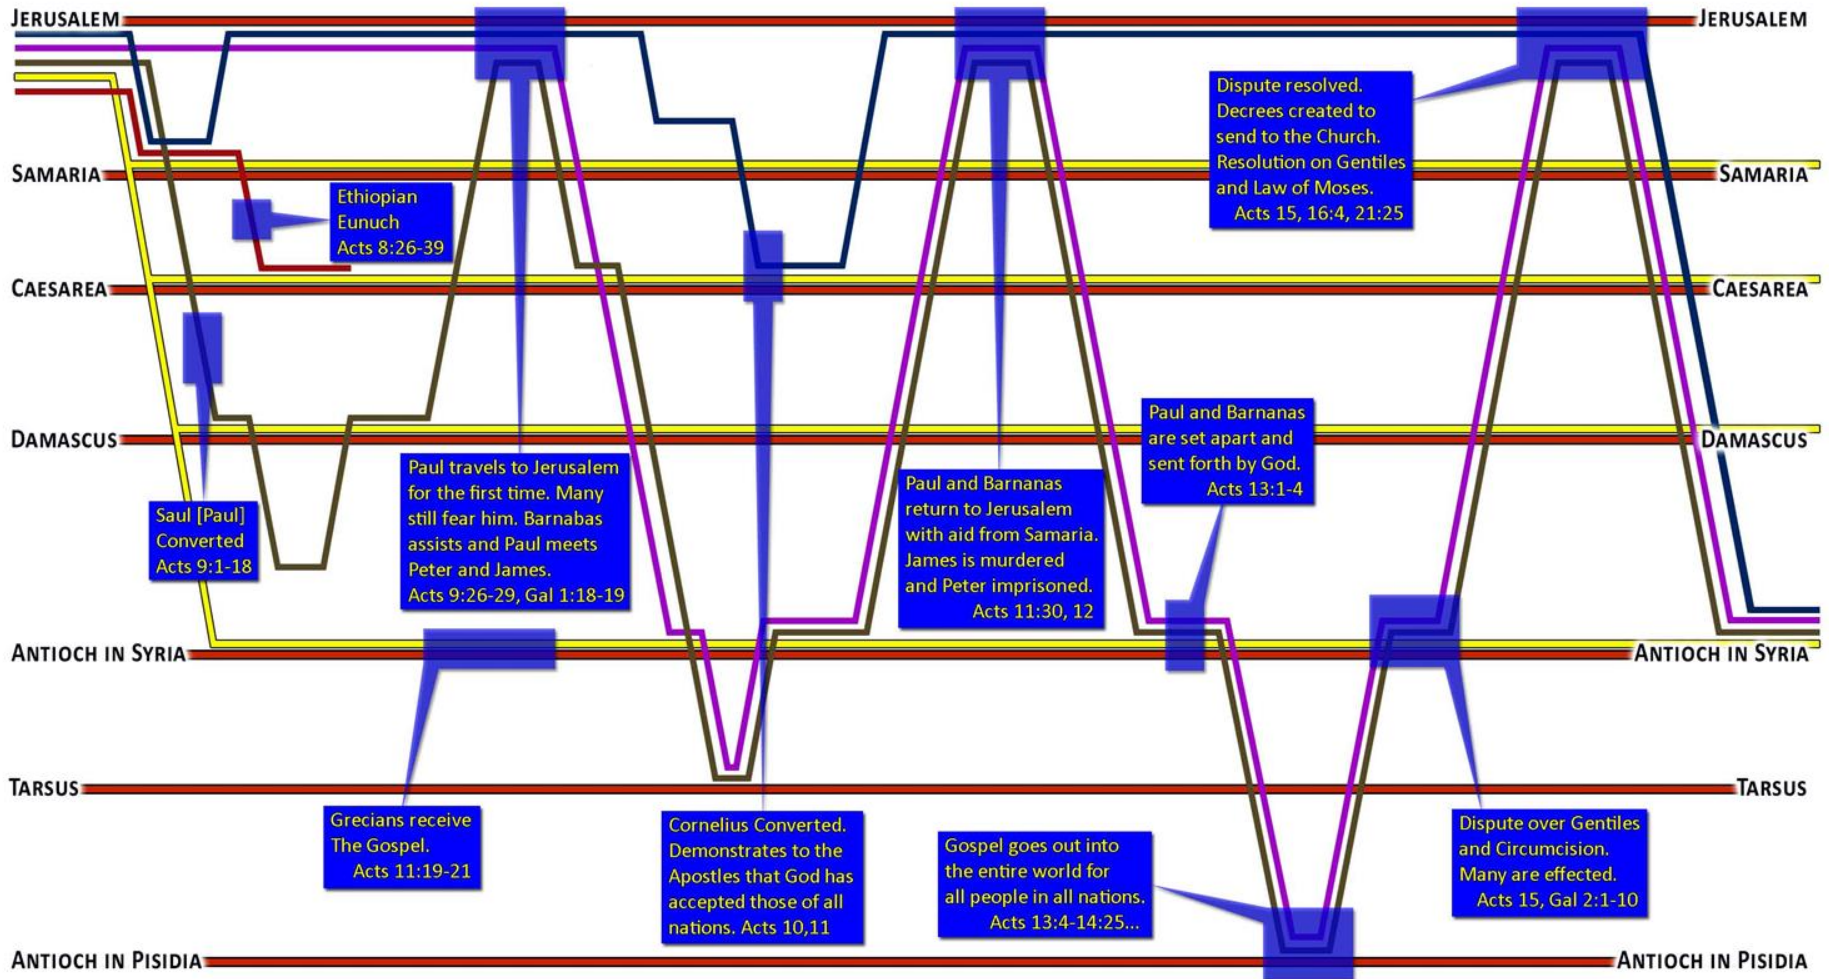 JERUSALEM
JERUSALEM
Dispute resolved.
Decrees created to
send to the Church.
Resolution on Gentiles
and Law of Moses.
Acts 15, 16:4, 21:25
SAMARIA
SAMARIA
Ethiopian
Eunuch
Acts 8:26-39
CAESAREA
CAESAREA
Paul and Barnanas
are set apart and
sent forth by God.
Acts 13:1-4
DAMASCUS
DAMASCUS
Paul travels to Jerusalem
for the first time. Many
still fear him. Barnabas
assists and Paul meets
Peter and James.
Acts 9:26-29, Gal 1:18-19
Paul and Barnanas
return to Jerusalem
with aid from Samaria.
James is murdered
and Peter imprisoned.
Acts 11:30, 12
Saul [Paul]
Converted
Acts 9:1-18
ANTIOCH IN SYRIA
ANTIOCH IN SYRIA
TARSUS
TARSUS
Grecians receive
The Gospel.
Acts 11:19-21
Cornelius Converted.
Demonstrates to the
Apostles that God has
accepted those of all
nations. Acts 10,11
Gospel goes out into
the entire world for
all people in all nations.
Acts 13:4-14:25...
Dispute over Gentiles
and Circumcision.
Many are effected.
Acts 15, Gal 2:1-10
ANTIOCH IN PISIDIA
ANTIOCH IN PISIDIA